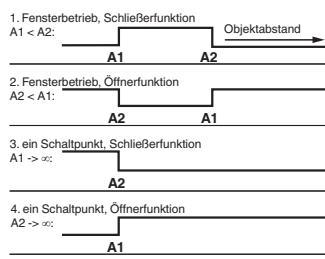 1. Fensterbetrieb, Schließerfunktion
A1 < A2:
Objektabstand
A1 A2
2. Fensterbetrieb, Öffnerfunktion
A2 < A1:
A2 A1
3. ein Schaltpunkt, Schließerfunktion
A1 -> ∞:
A2
4. ein Schaltpunkt, Öffnerfunktion
A2 -> ∞:
A1